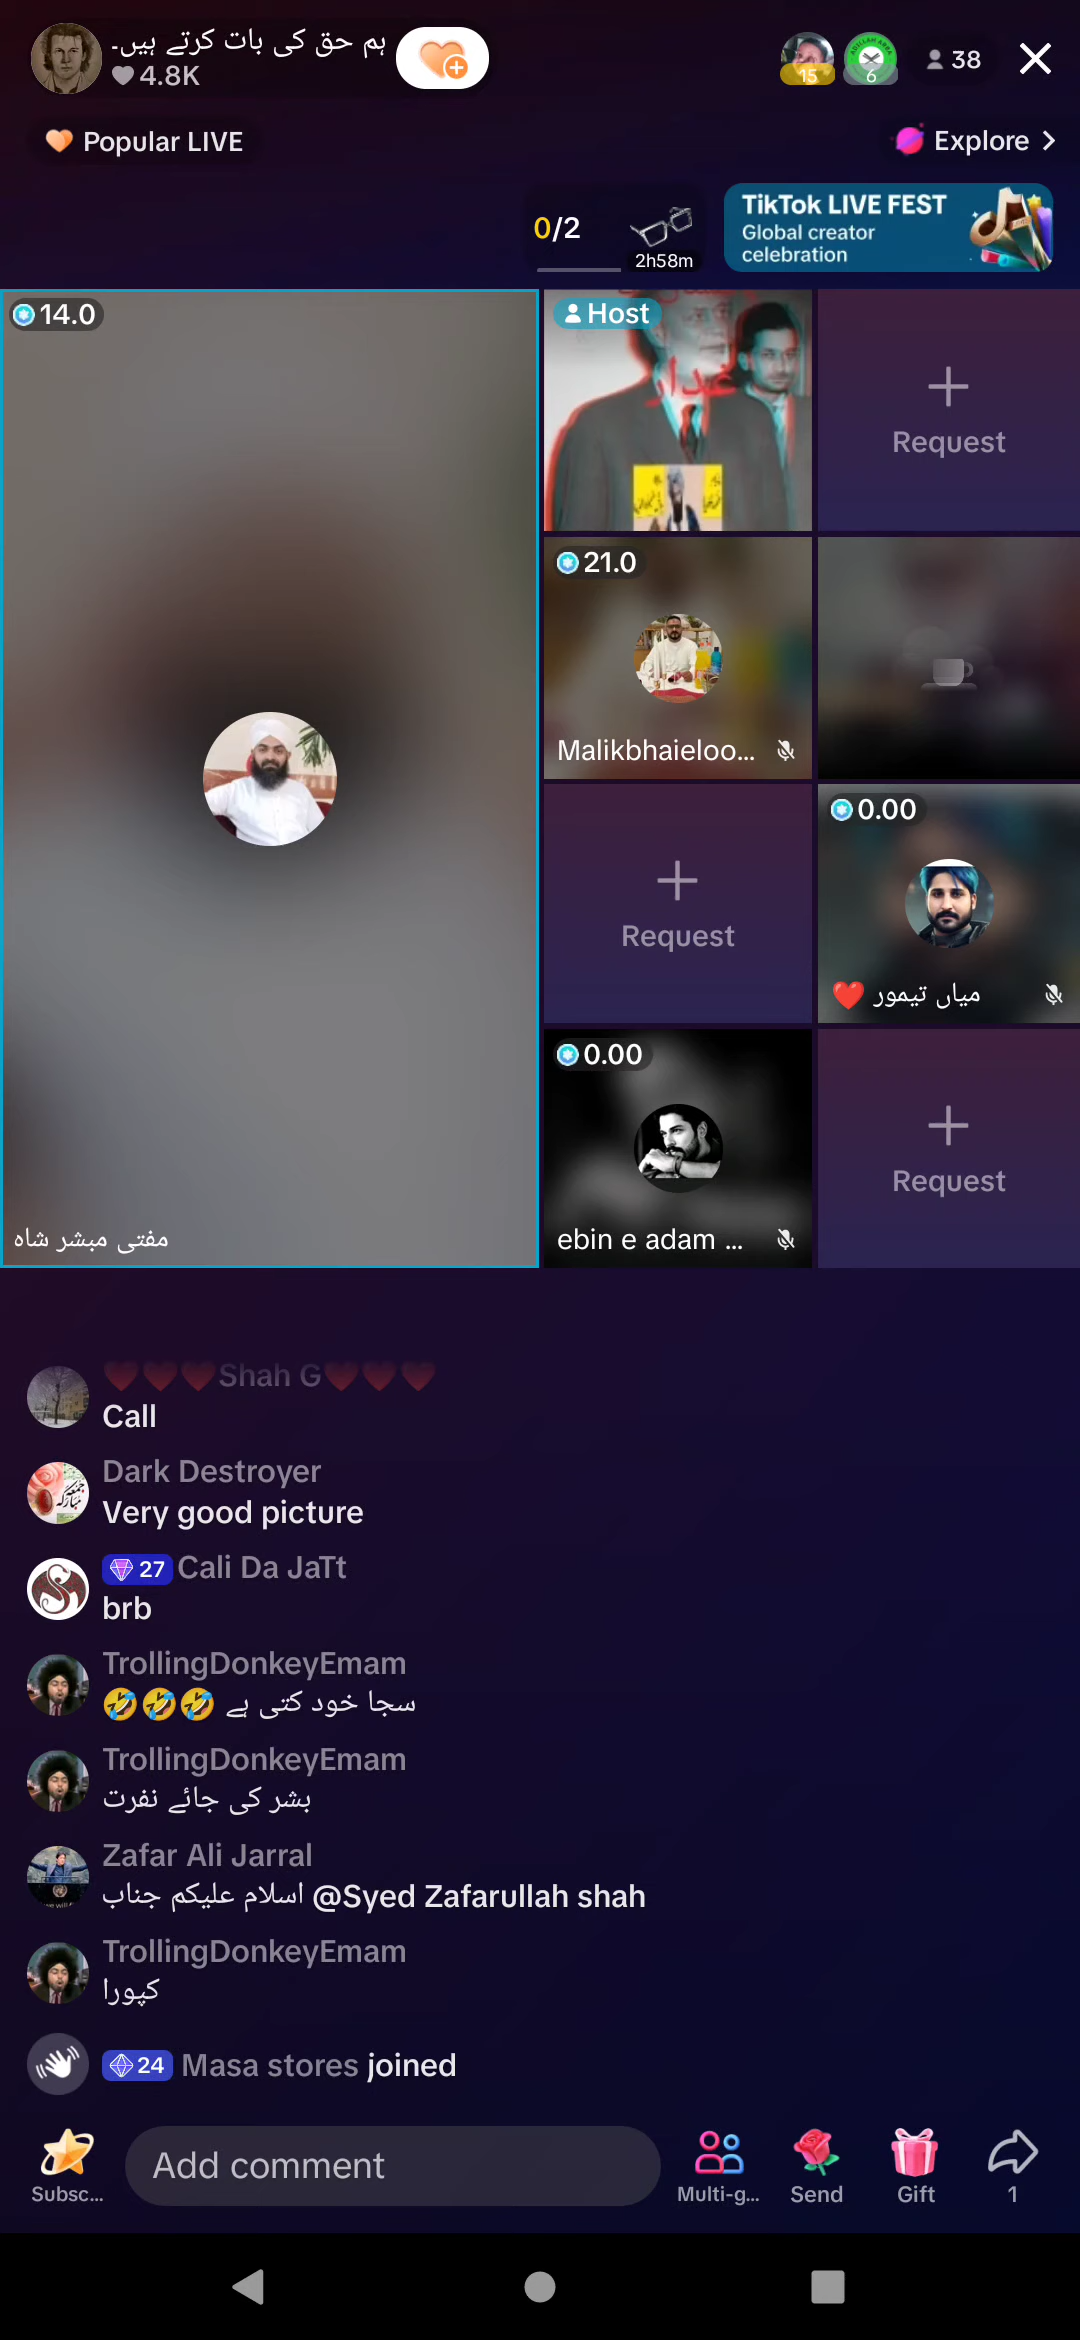 ہم حق کی بات کرتے ہیں۔
4.8K
15
6
38
Popular LIVE
Explore
0/2
2h58m
TikTok LIVE FEST
Global creator
celebration
14.0
Host
غدار
Request
21.0
Malikbhaieloo...
Request
0.00
❤️ میاں تیمور
0.00
ebin e adam ...
Request
مفتی مبشر شاہ
❤️❤️❤️Shah G❤️❤️❤️
Call
Dark Destroyer
Very good picture
27 Cali Da JaTt
brb
TrollingDonkeyEmam
سجا خود کتی ہے 🤣🤣🤣
TrollingDonkeyEmam
بشر کی جائے نفرت
Zafar Ali Jarral
اسلام علیکم جناب @Syed Zafarullah shah
TrollingDonkeyEmam
کپورا
24 Masa stores joined
Subsc...
Add comment
Multi-g...
Send
Gift
1